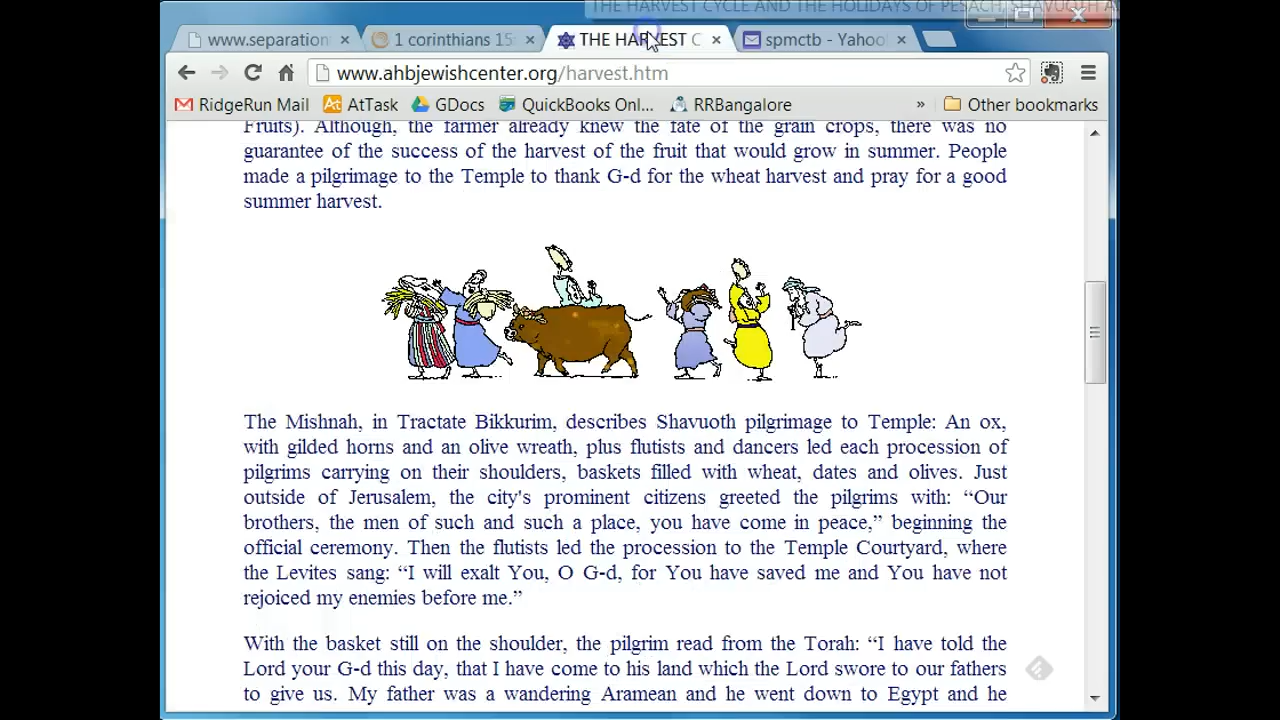 THE HARVEST CYCLE AND THE HOLIDAYS OF PESACH, SHAVUOTH A
www.separation
1 corinthians 15
THE HARVEST C
spmctb - Yahoo
www.ahbjewishcenter.org/harvest.htm
RidgeRun Mail AtTask GDocs QuickBooks Onl... RRBangalore » Other bookmarks
Fruits). Although, the farmer already knew the fate of the grain crops, there was no
guarantee of the success of the harvest of the fruit that would grow in summer. People
made a pilgrimage to the Temple to thank G-d for the wheat harvest and pray for a good
summer harvest.
The Mishnah, in Tractate Bikkurim, describes Shavuoth pilgrimage to Temple: An ox,
with gilded horns and an olive wreath, plus flutists and dancers led each procession of
pilgrims carrying on their shoulders, baskets filled with wheat, dates and olives. Just
outside of Jerusalem, the city's prominent citizens greeted the pilgrims with: “Our
brothers, the men of such and such a place, you have come in peace,” beginning the
official ceremony. Then the flutists led the procession to the Temple Courtyard, where
the Levites sang: “I will exalt You, O G-d, for You have saved me and You have not
rejoiced my enemies before me.”
With the basket still on the shoulder, the pilgrim read from the Torah: “I have told the
Lord your G-d this day, that I have come to his land which the Lord swore to our fathers
to give us. My father was a wandering Aramean and he went down to Egypt and he